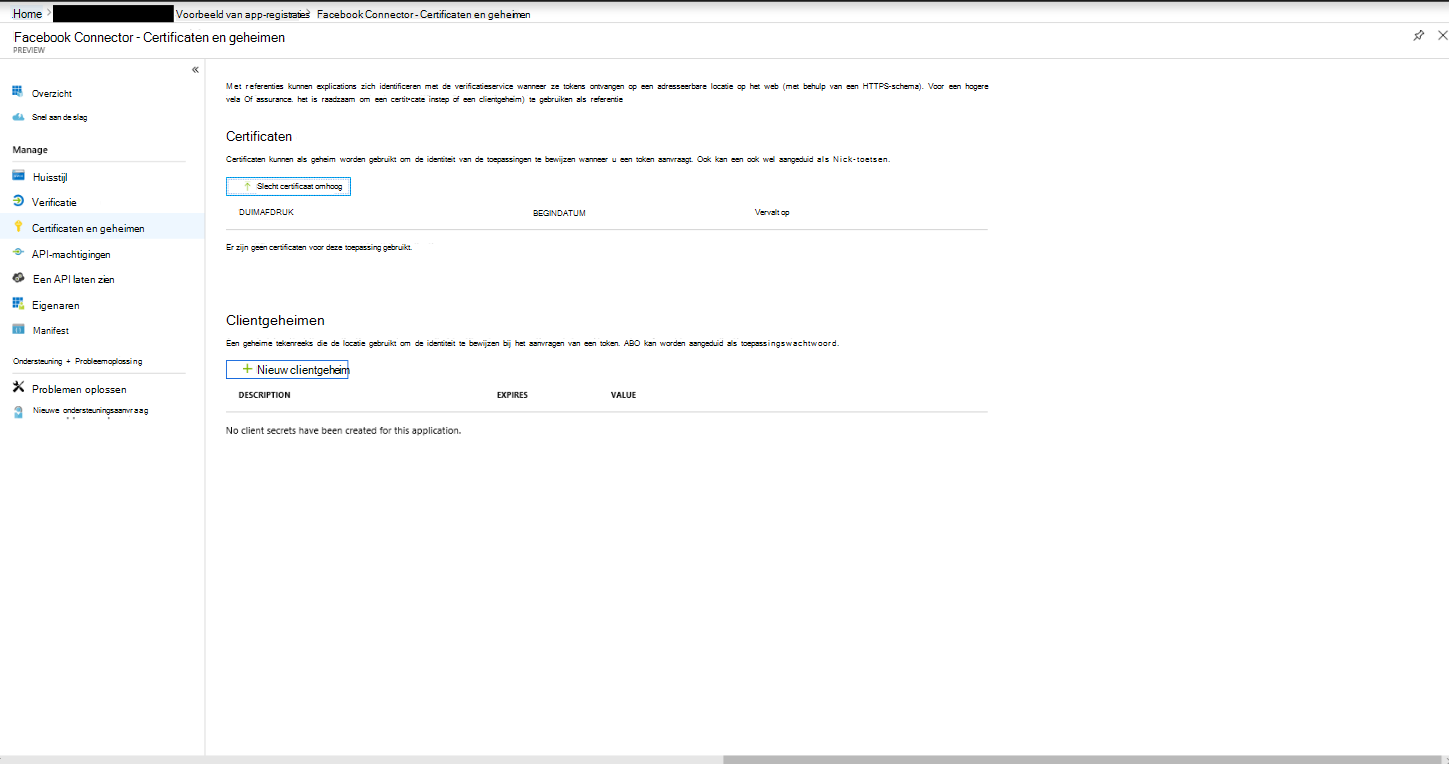 Home > Voorbeeld van app-registraties > Facebook Connector - Certificaten en geheimen
Facebook Connector - Certificaten en geheimen
PREVIEW
«
Overzicht
Snel aan de slag
Manage
Huisstijl
Verificatie
Certificaten en geheimen
API-machtigingen
Een API laten zien
Eigenaren
Manifest
Ondersteuning + Probleemoplossing
Problemen oplossen
Nieuwe ondersteuningsaanvraag
Met referenties kunnen explications zich identificeren met de verificatieservice wanneer ze tokens ontvangen op een adresseerbare locatie op het web (met behulp van een HTTPS-schema). Voor een hogere
vela Of assurance. het is raadzaam om een certit•cate instep of een clientgeheim) te gebruiken als referentie
Certificaten
Certificaten kunnen als geheim worden gebruikt om de identiteit van de toepassingen te bewijzen wanneer u een token aanvraagt. Ook kan een ook wel aangeduid als Nick-toetsen.
Slecht certificaat omhoog
DUIMAFDRUK BEGINDATUM Vervalt op
Er zijn geen certificaten voor deze toepassing gebruikt.
Clientgeheimen
Een geheime tekenreeks die de locatie gebruikt om de identiteit te bewijzen bij het aanvragen van een token. ABO kan worden aangeduid als toepassingswachtwoord.
+ Nieuw clientgeheim
DESCRIPTION EXPIRES VALUE
No client secrets have been created for this application.